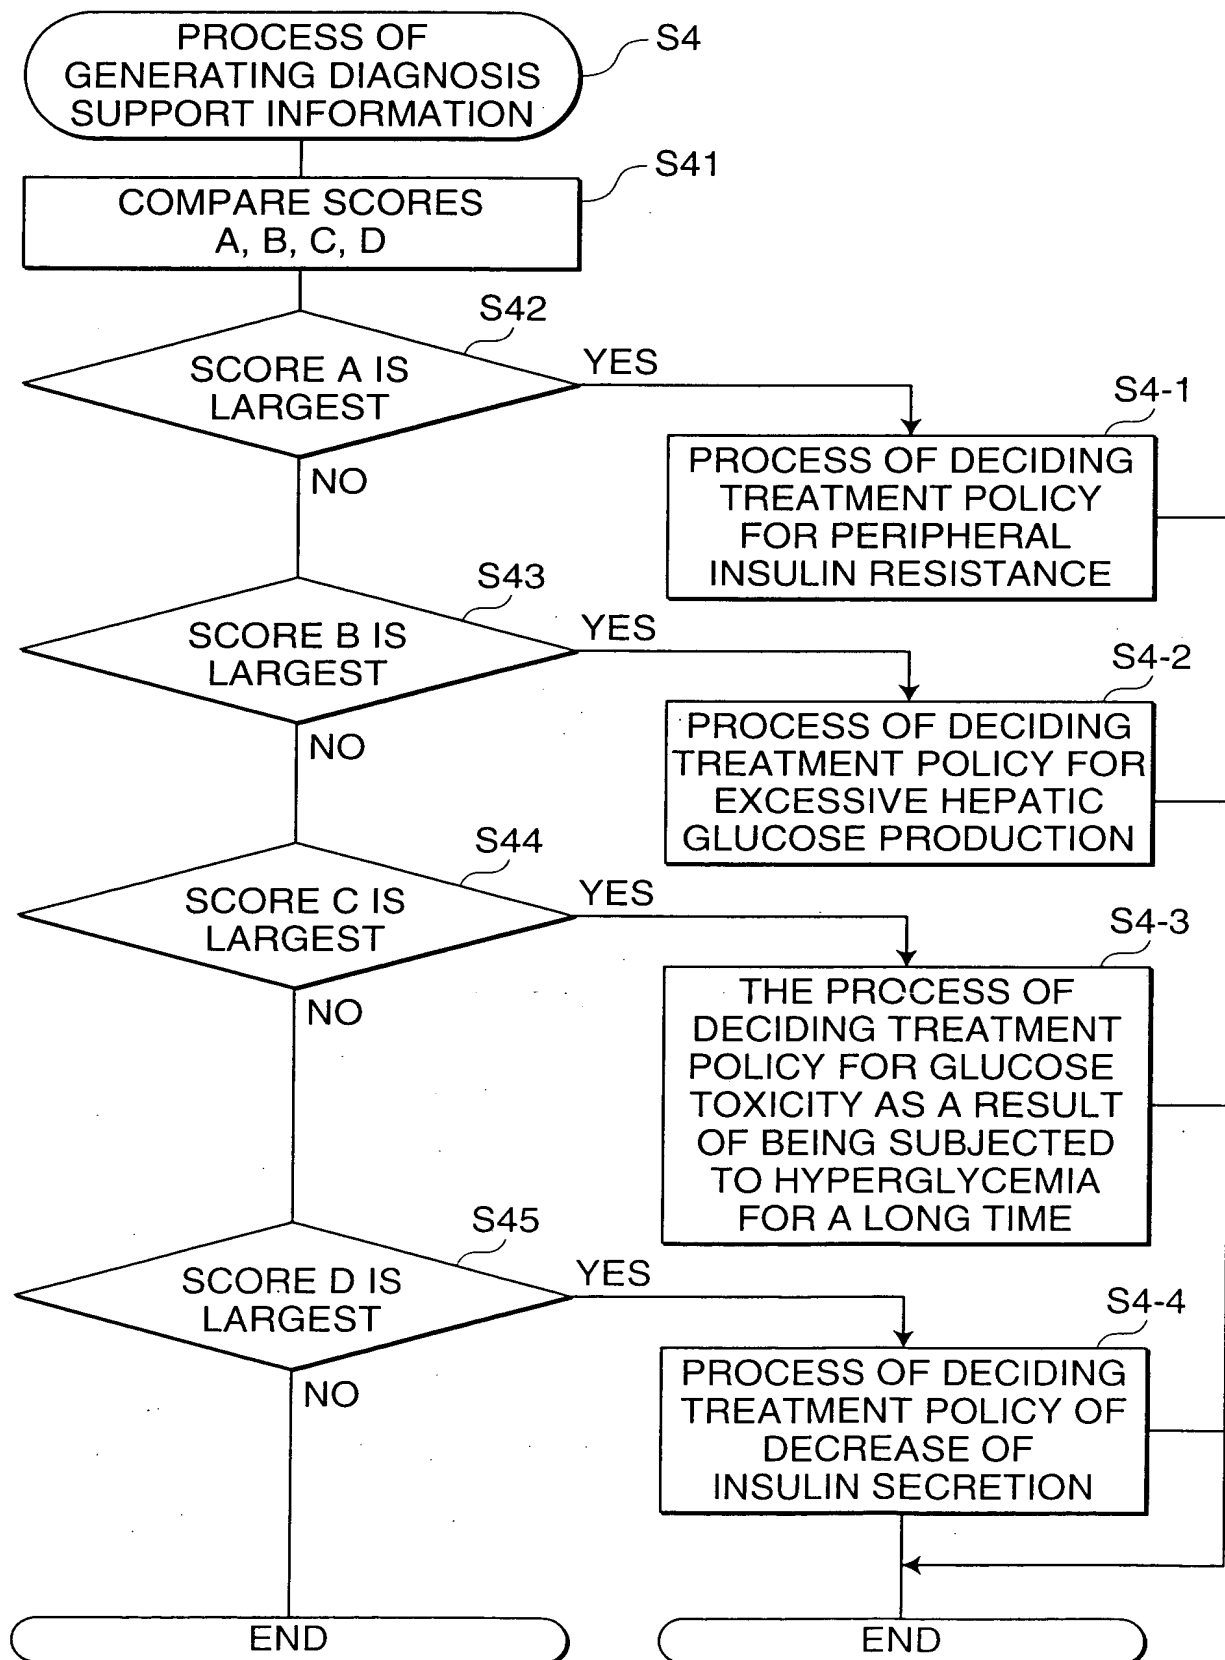 PROCESS OF
GENERATING DIAGNOSIS
SUPPORT INFORMATION
S4
S41
COMPARE SCORES
A, B, C, D
S42
SCORE A IS
LARGEST
YES
NO
S4-1
PROCESS OF DECIDING
TREATMENT POLICY
FOR PERIPHERAL
INSULIN RESISTANCE
S43
SCORE B IS
LARGEST
YES
NO
S4-2
PROCESS OF DECIDING
TREATMENT POLICY FOR
EXCESSIVE HEPATIC
GLUCOSE PRODUCTION
S44
SCORE C IS
LARGEST
YES
NO
S4-3
THE PROCESS OF
DECIDING TREATMENT
POLICY FOR GLUCOSE
TOXICITY AS A RESULT
OF BEING SUBJECTED
TO HYPERGLYCEMIA
FOR A LONG TIME
S45
SCORE D IS
LARGEST
YES
NO
S4-4
PROCESS OF DECIDING
TREATMENT POLICY OF
DECREASE OF
INSULIN SECRETION
END
END